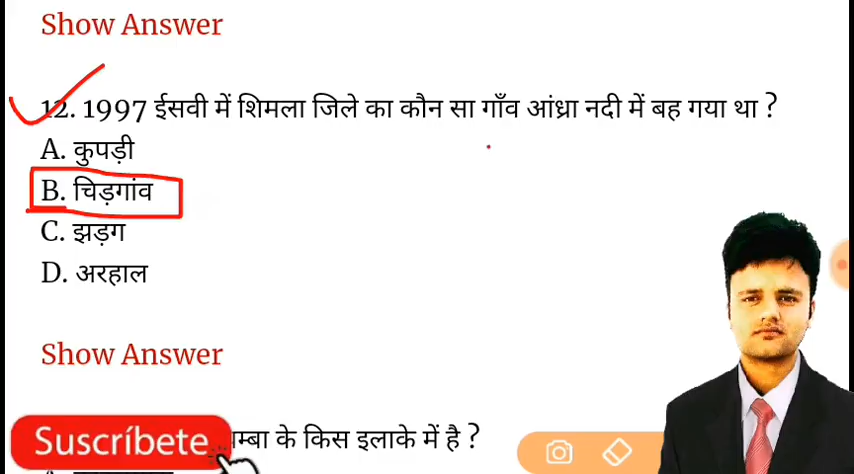 Show Answer
12. 1997 ईसवी में शिमला जिले का कौन सा गाँव आंध्रा नदी में बह गया था ?
A. कुपड़ी
B. चिड़गांव
C. झड़ग
D. अरहाल
Show Answer
के किस इलाके में है ?
Suscríbete